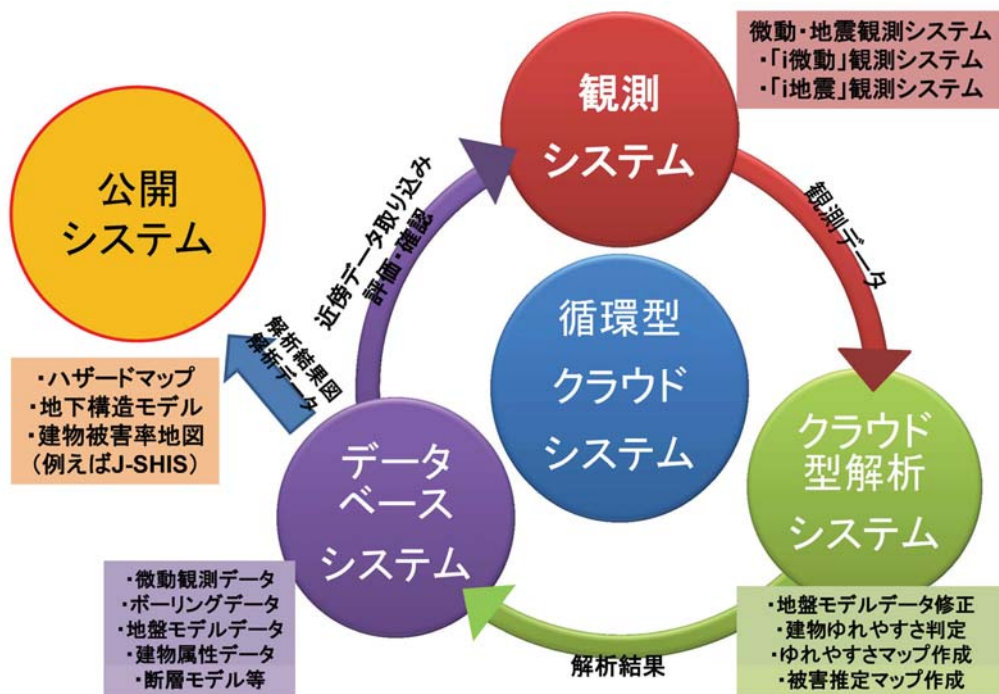 微動・地震観測システム
・「i微動」観測システム
・「i地震」観測システム
観測
システム
観測データ
公開
システム
近傍データ取り込み
評価・確認
解析結果図
解析データ
循環型
クラウド
システム
・ハザードマップ
・地下構造モデル
・建物被害率地図
(例えばJ-SHIS)
データ
ベース
システム
クラウド
型解析
システム
・微動観測データ
・ボーリングデータ
・地盤モデルデータ
・建物属性データ
・断層モデル等
解析結果
・地盤モデルデータ修正
・建物ゆれやすさ判定
・ゆれやすさマップ作成
・被害推定マップ作成